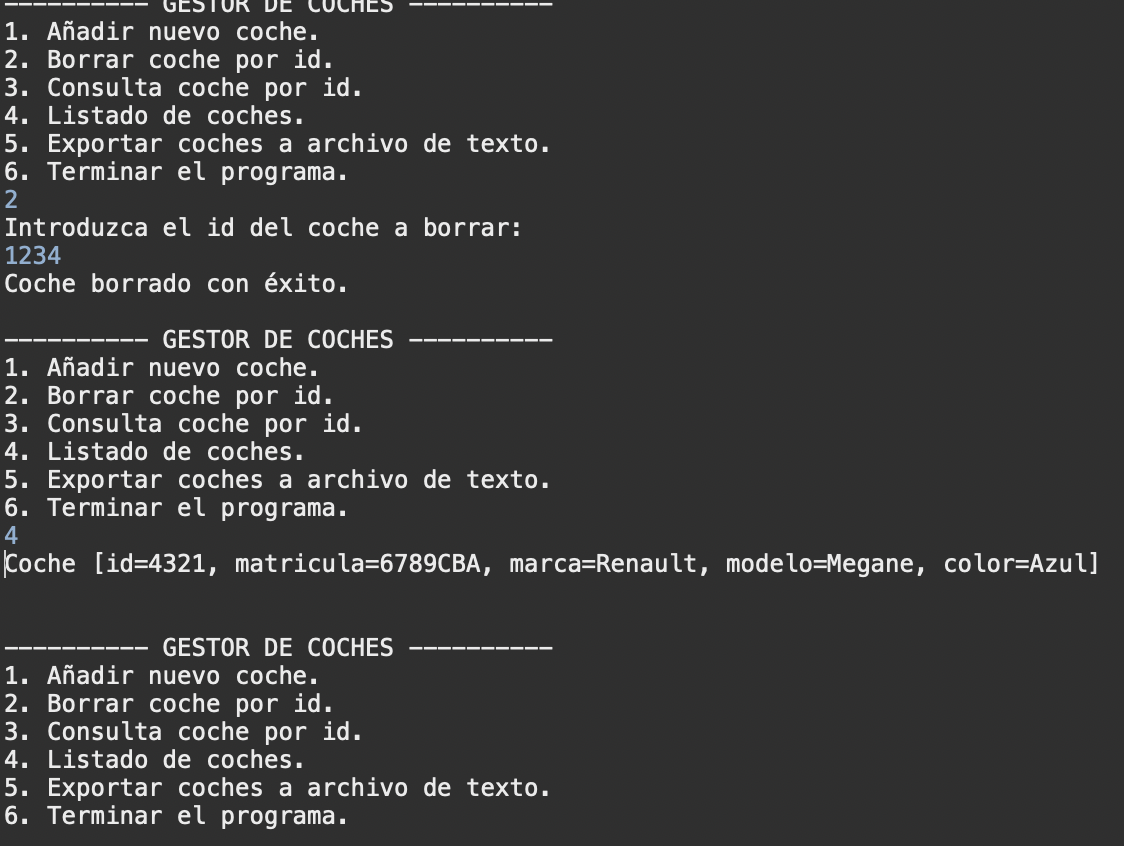 ---------- GESTOR DE COCHES ----------
1. Añadir nuevo coche.
2. Borrar coche por id.
3. Consulta coche por id.
4. Listado de coches.
5. Exportar coches a archivo de texto.
6. Terminar el programa.
2
Introduzca el id del coche a borrar:
1234
Coche borrado con éxito.
---------- GESTOR DE COCHES ----------
1. Añadir nuevo coche.
2. Borrar coche por id.
3. Consulta coche por id.
4. Listado de coches.
5. Exportar coches a archivo de texto.
6. Terminar el programa.
4
Coche [id=4321, matricula=6789CBA, marca=Renault, modelo=Megane, color=Azul]
---------- GESTOR DE COCHES ----------
1. Añadir nuevo coche.
2. Borrar coche por id.
3. Consulta coche por id.
4. Listado de coches.
5. Exportar coches a archivo de texto.
6. Terminar el programa.